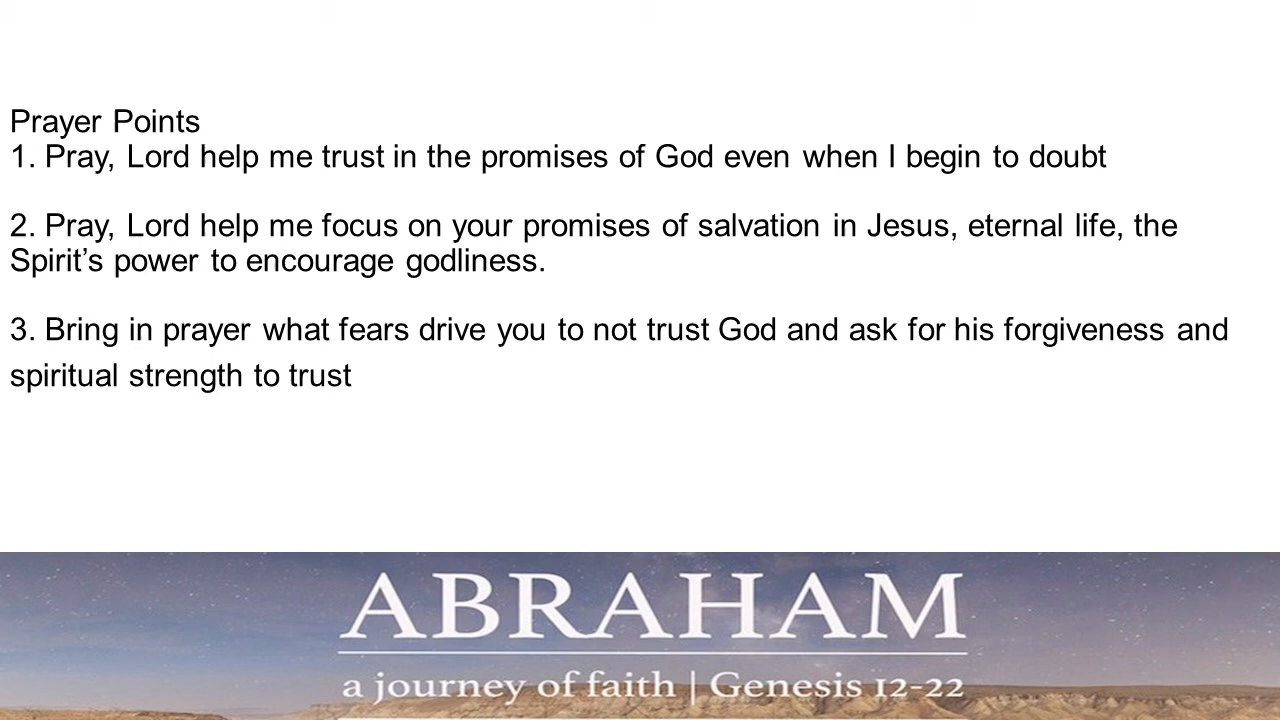 Prayer Points
1. Pray, Lord help me trust in the promises of God even when I begin to doubt
2. Pray, Lord help me focus on your promises of salvation in Jesus, eternal life, the
Spirit’s power to encourage godliness.
3. Bring in prayer what fears drive you to not trust God and ask for his forgiveness and
spiritual strength to trust
ABRAHAM
a journey of faith | Genesis 12-22